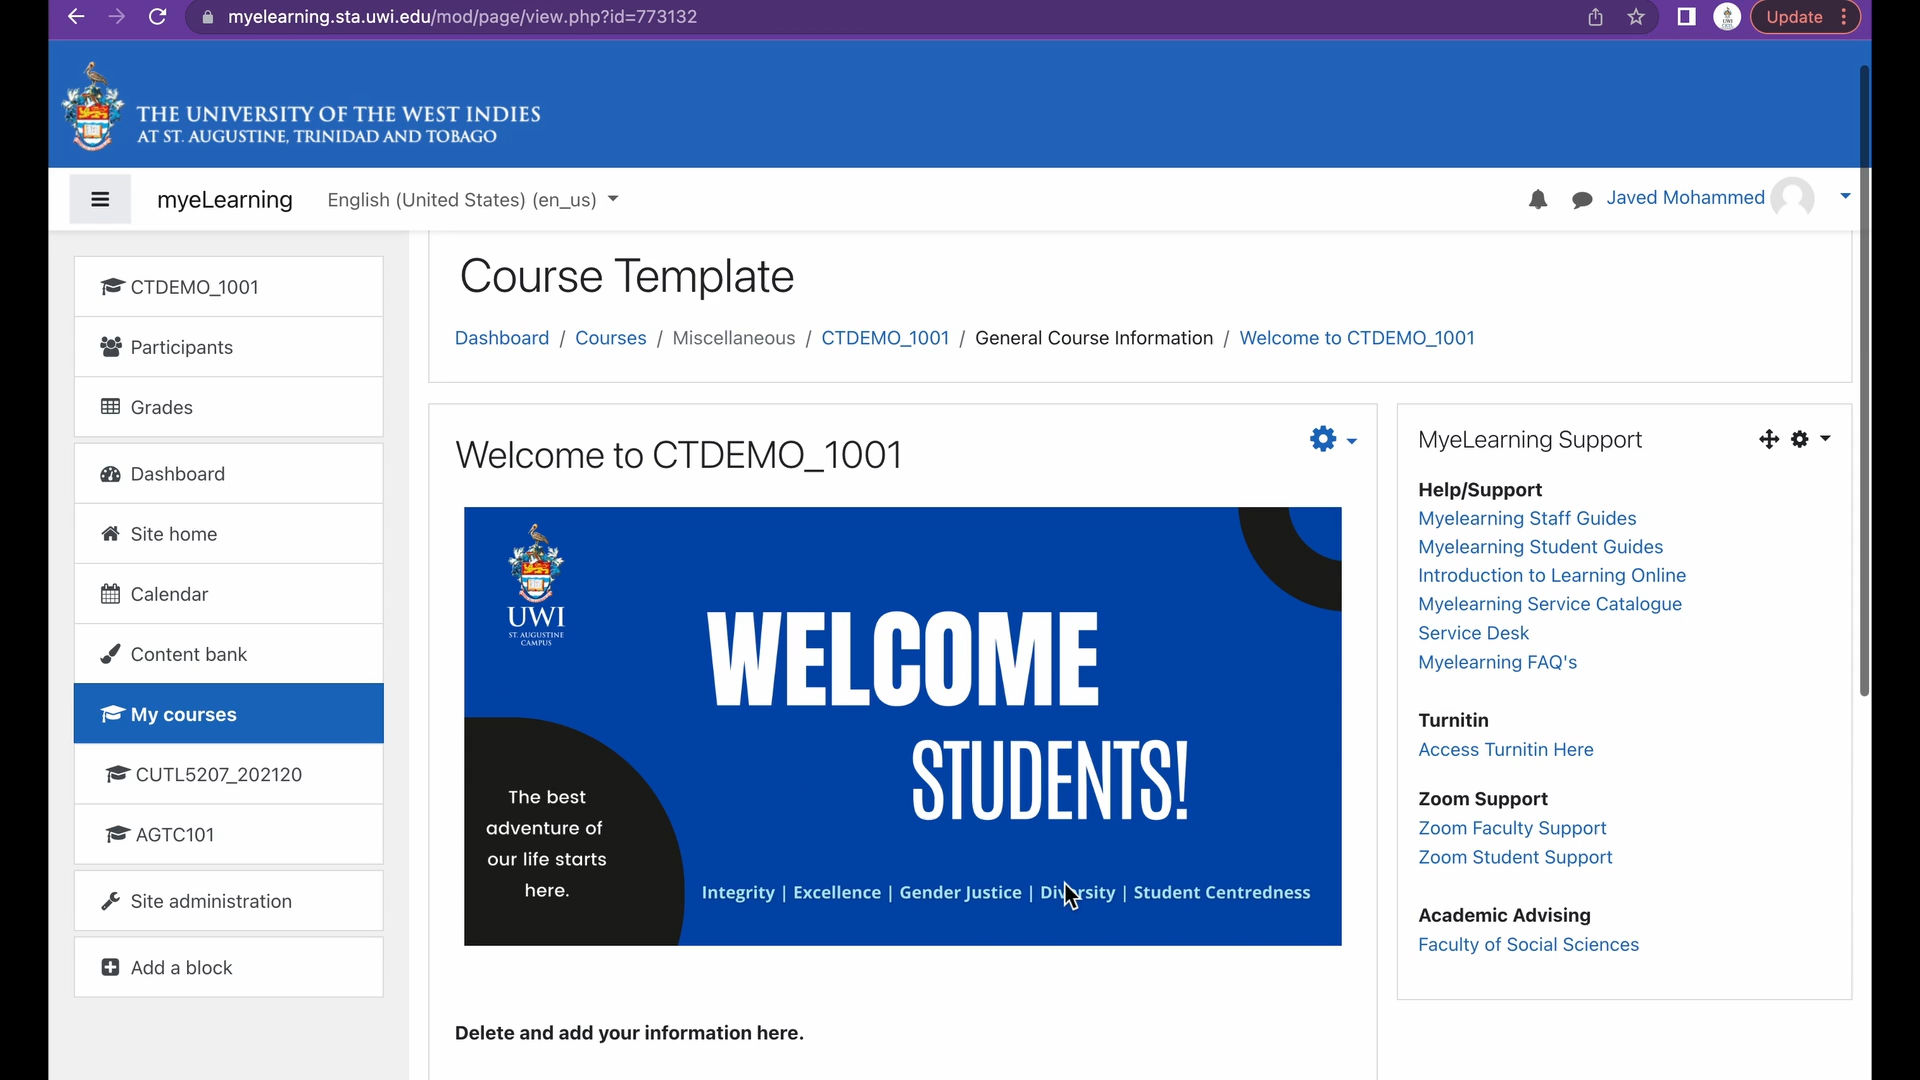 myelearning.sta.uwi.edu/mod/page/view.php?id=773132
Update
THE UNIVERSITY OF THE WEST INDIES
AT ST. AUGUSTINE, TRINIDAD AND TOBAGO
myeLearning
English (United States) (en_us)
Javed Mohammed
CTDEMO_1001
Participants
Grades
Dashboard
Site home
Calendar
Content bank
My courses
CUTL5207_202120
AGTC101
Site administration
Add a block
Course Template
Dashboard / Courses / Miscellaneous / CTDEMO_1001 / General Course Information / Welcome to CTDEMO_1001
Welcome to CTDEMO_1001
UWI
ST. AUGUSTINE
CAMPUS
WELCOME
STUDENTS!
The best
adventure of
our life starts
here.
Integrity | Excellence | Gender Justice | Diversity | Student Centredness
Delete and add your information here.
MyeLearning Support
Help/Support
Myelearning Staff Guides
Myelearning Student Guides
Introduction to Learning Online
Myelearning Service Catalogue
Service Desk
Myelearning FAQ's
Turnitin
Access Turnitin Here
Zoom Support
Zoom Faculty Support
Zoom Student Support
Academic Advising
Faculty of Social Sciences